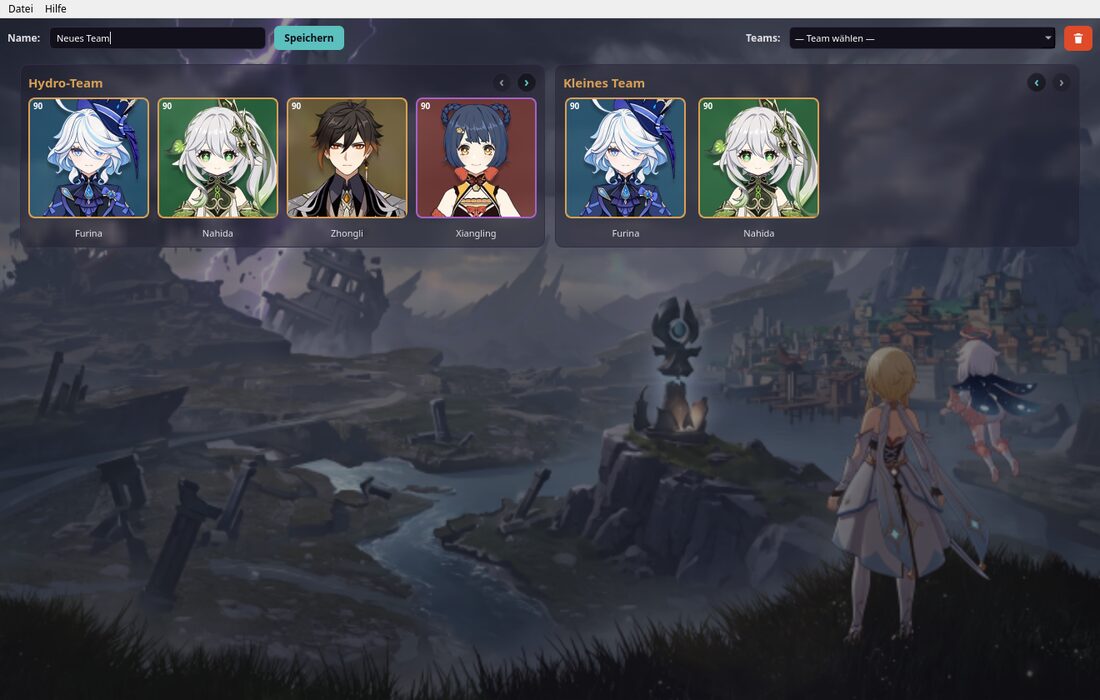 Datei Hilfe
Name: Neues Team Speichern Teams: — Team wählen —
Hydro-Team ‹ › Kleines Team ‹ ›
90 90 90 90 90 90
Furina Nahida Zhongli Xiangling Furina Nahida